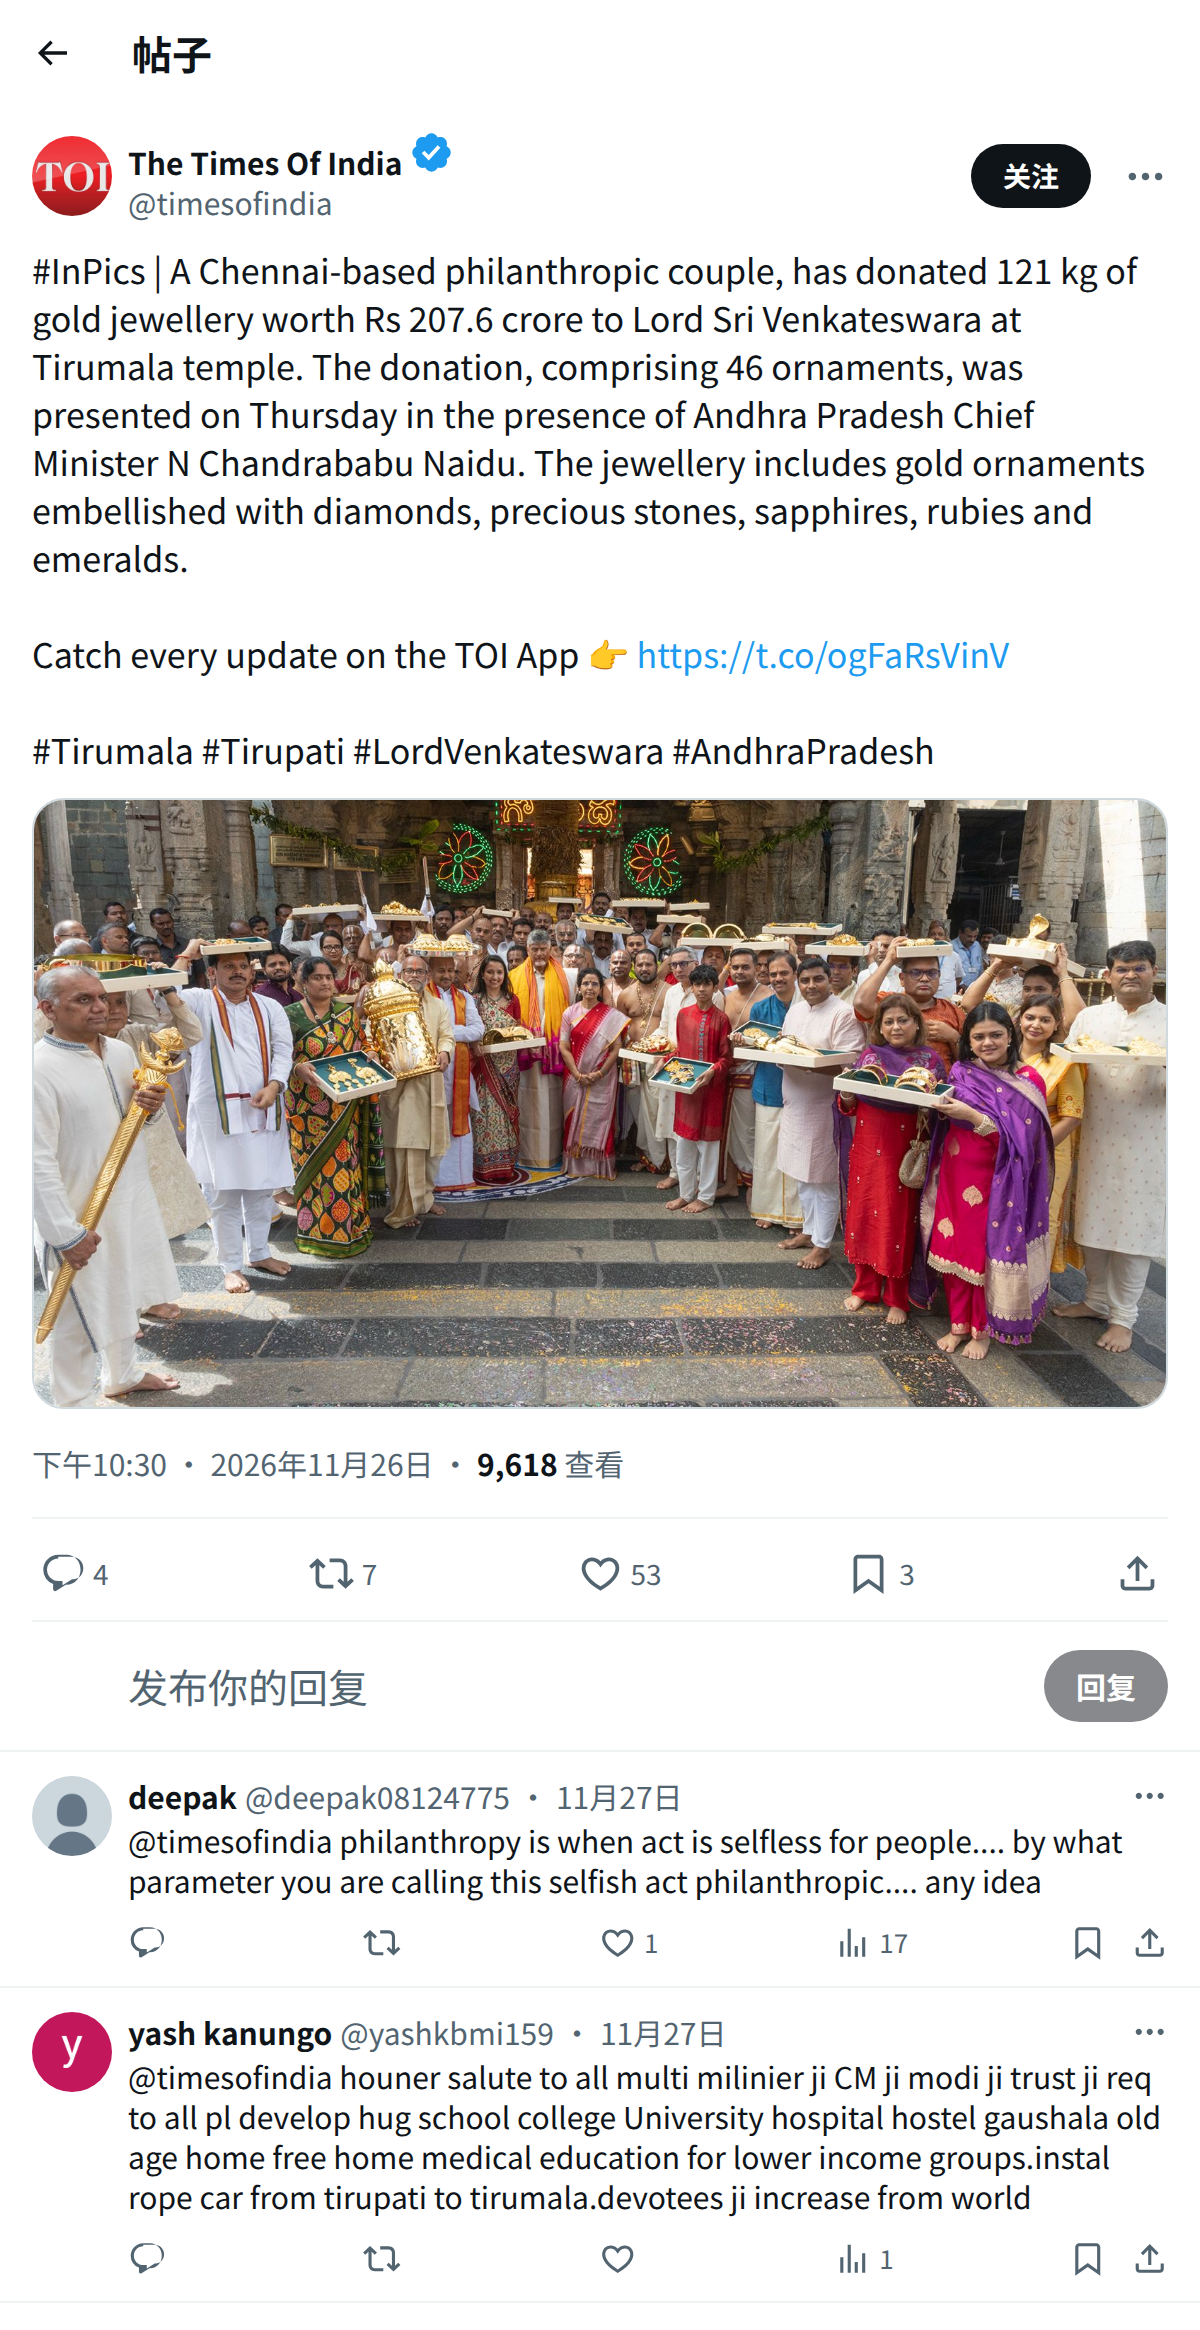 帖子
TOI
The Times Of India
@timesofindia
关注
#InPics | A Chennai-based philanthropic couple, has donated 121 kg of
gold jewellery worth Rs 207.6 crore to Lord Sri Venkateswara at
Tirumala temple. The donation, comprising 46 ornaments, was
presented on Thursday in the presence of Andhra Pradesh Chief
Minister N Chandrababu Naidu. The jewellery includes gold ornaments
embellished with diamonds, precious stones, sapphires, rubies and
emeralds.
Catch every update on the TOI App 👉 https://t.co/ogFaRsVinV
#Tirumala #Tirupati #LordVenkateswara #AndhraPradesh
下午10:30 · 2026年11月26日 · 9,618 查看
4 7 53 3
发布你的回复
回复
deepak @deepak08124775 · 11月27日
@timesofindia philanthropy is when act is selfless for people.... by what
parameter you are calling this selfish act philanthropic.... any idea
1 17
y
yash kanungo @yashkbmi159 · 11月27日
@timesofindia houner salute to all multi milinier ji CM ji modi ji trust ji req
to all pl develop hug school college University hospital hostel gaushala old
age home free home medical education for lower income groups.instal
rope car from tirupati to tirumala.devotees ji increase from world
1